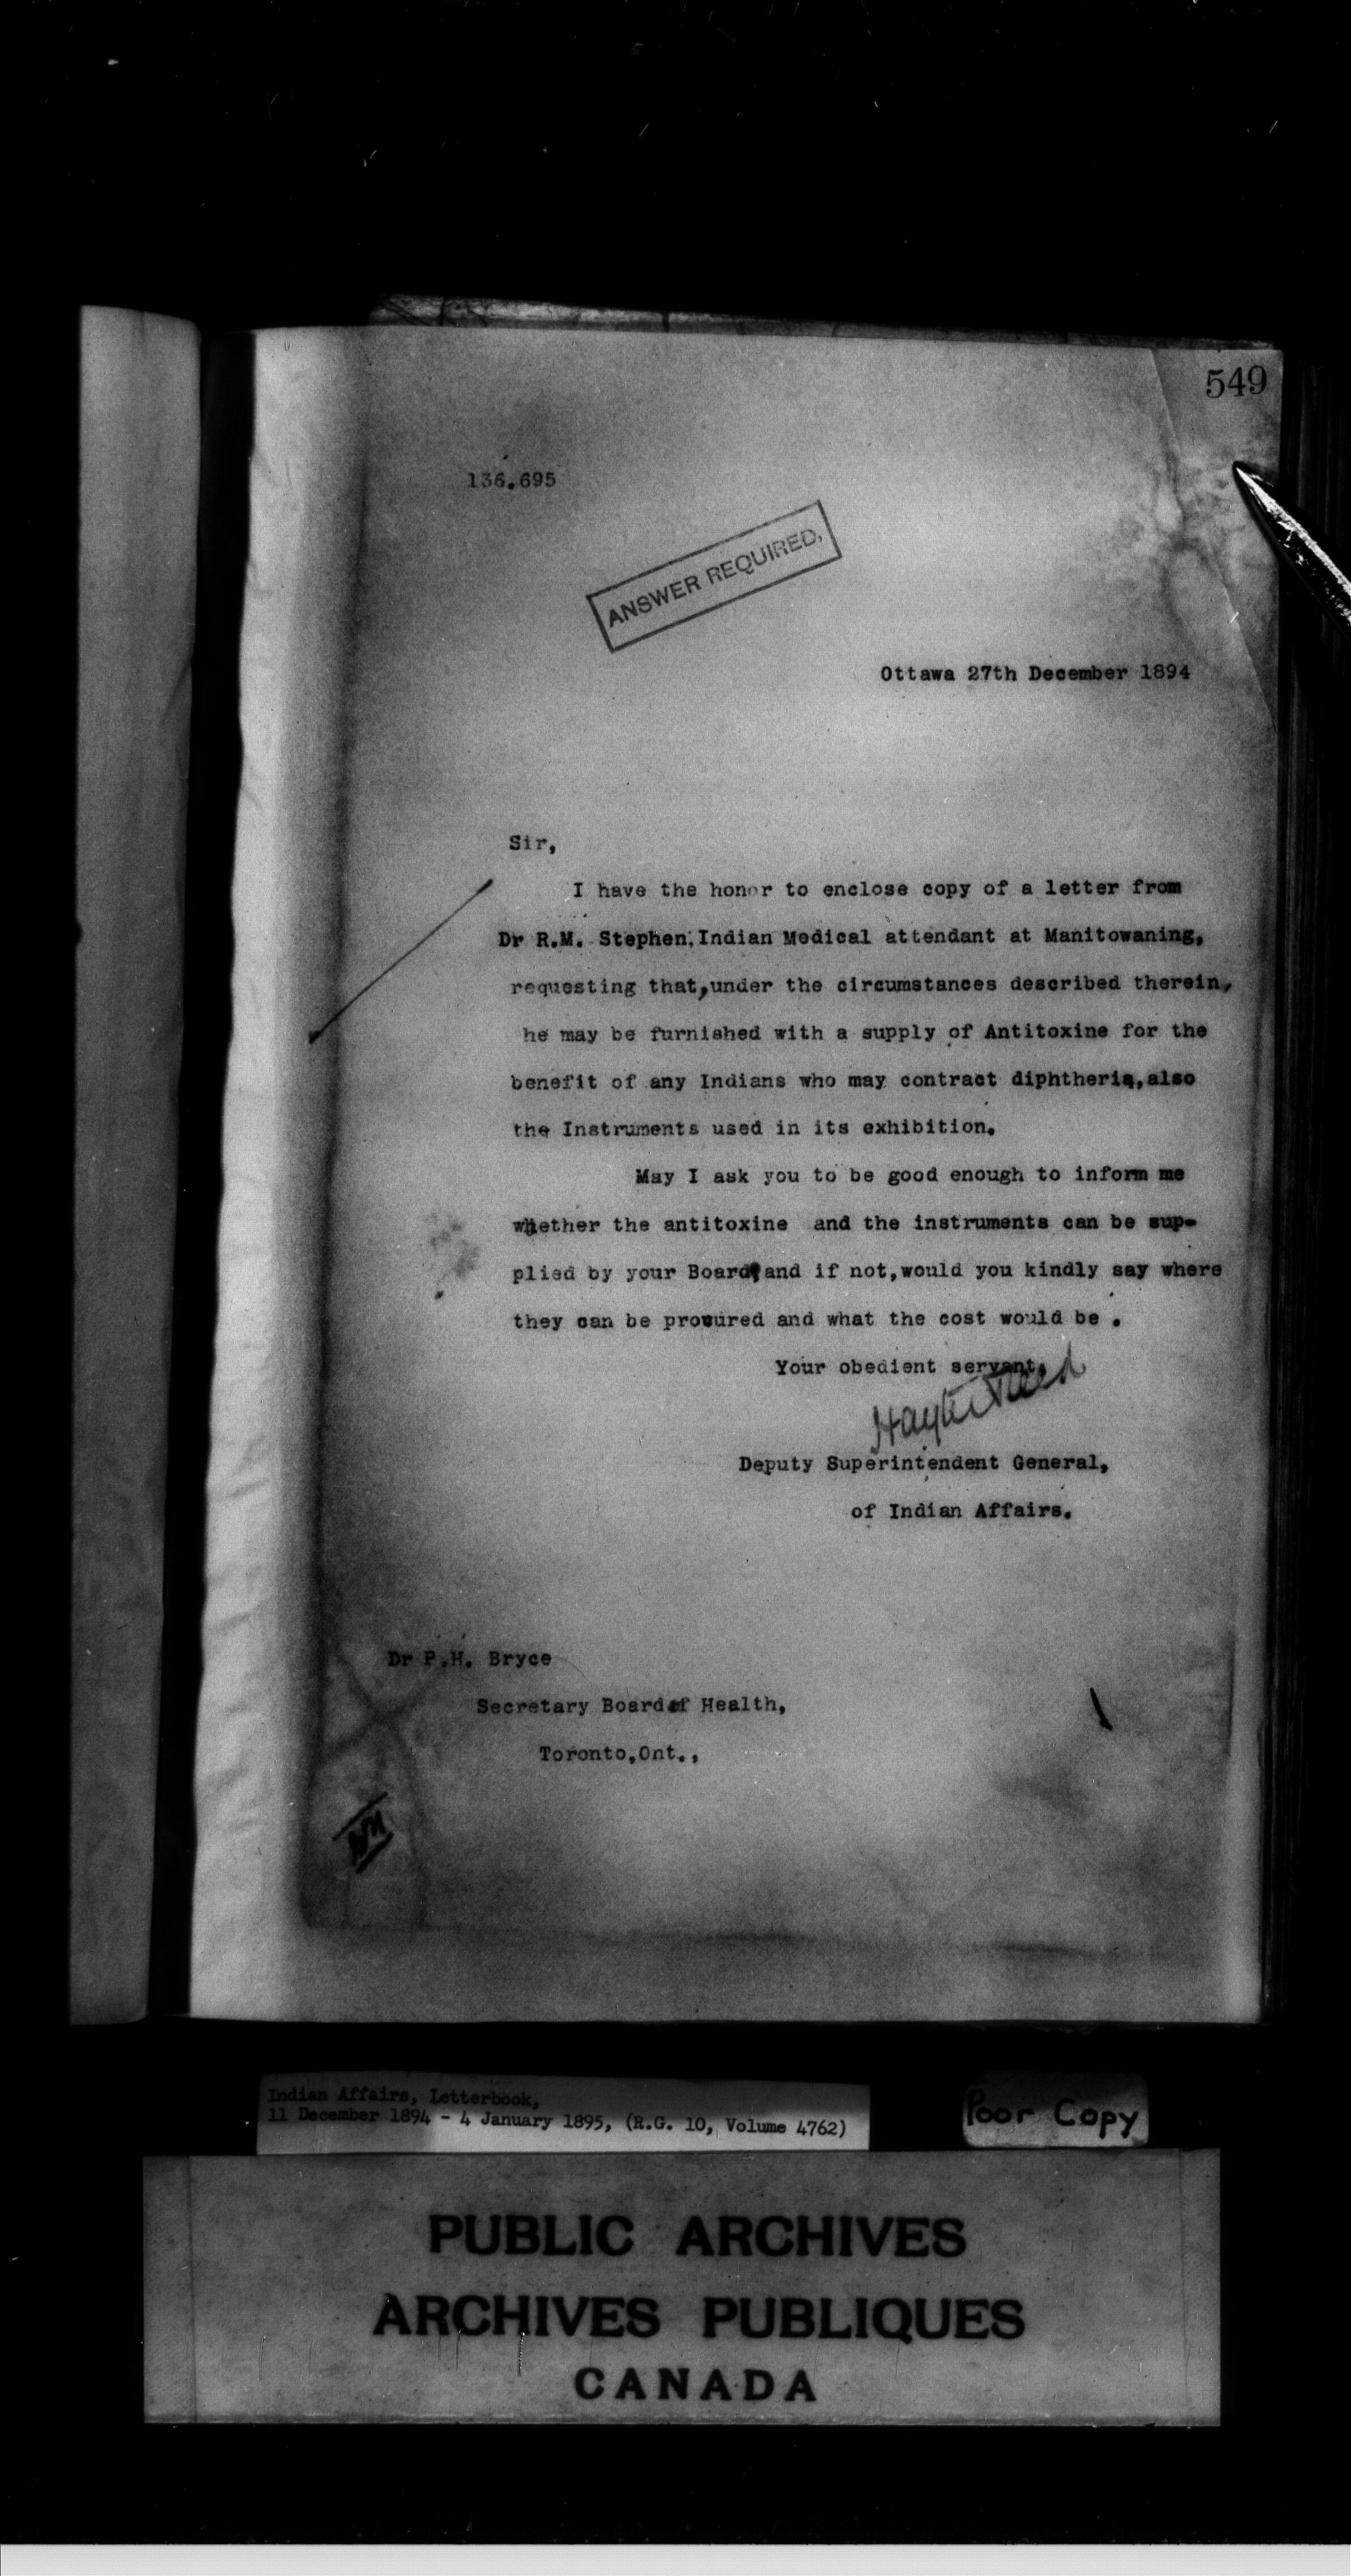 549
136.695
ANSWER REQUIRED.
Ottawa 27th December 1894
Sir,
I have the honor to enclose copy of a letter from
Dr R.M. Stephen, Indian Medical attendant at Manitowaning,
requesting that, under the circumstances described therein,
he may be furnished with a supply of Antitoxine for the
benefit of any Indians who may contract diphtheria, also
the Instruments used in its exhibition.
May I ask you to be good enough to inform me
whether the antitoxine and the instruments can be sup-
plied by your Board, and if not, would you kindly say where
they can be procured and what the cost would be .
Your obedient servant,
Hayter Reed
Deputy Superintendent General,
of Indian Affairs.
Dr P.H. Bryce
Secretary Board of Health,
Toronto, Ont.,
Indian Affairs, Letterbook,
11 December 1894 - 4 January 1895, (R.G. 10, Volume 4762)
Poor Copy
PUBLIC ARCHIVES
ARCHIVES PUBLIQUES
CANADA